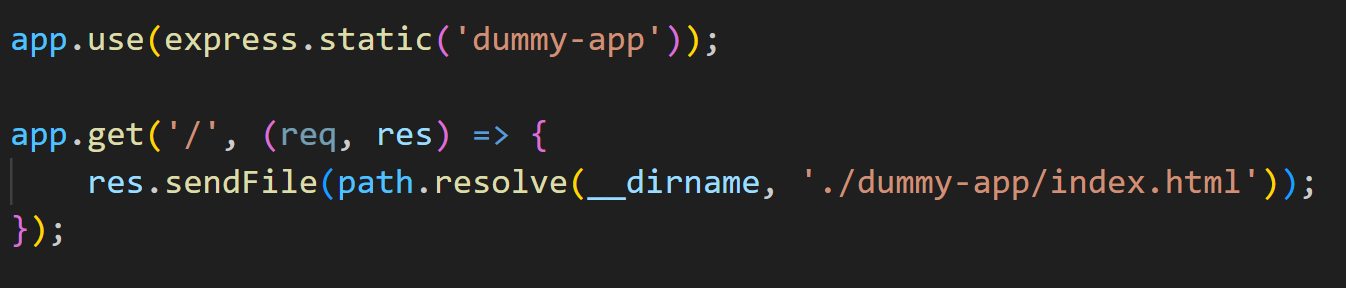 app.use(express.static('dummy-app'));
app.get('/', (req, res) => {
    res.sendFile(path.resolve(__dirname, './dummy-app/index.html'));
});